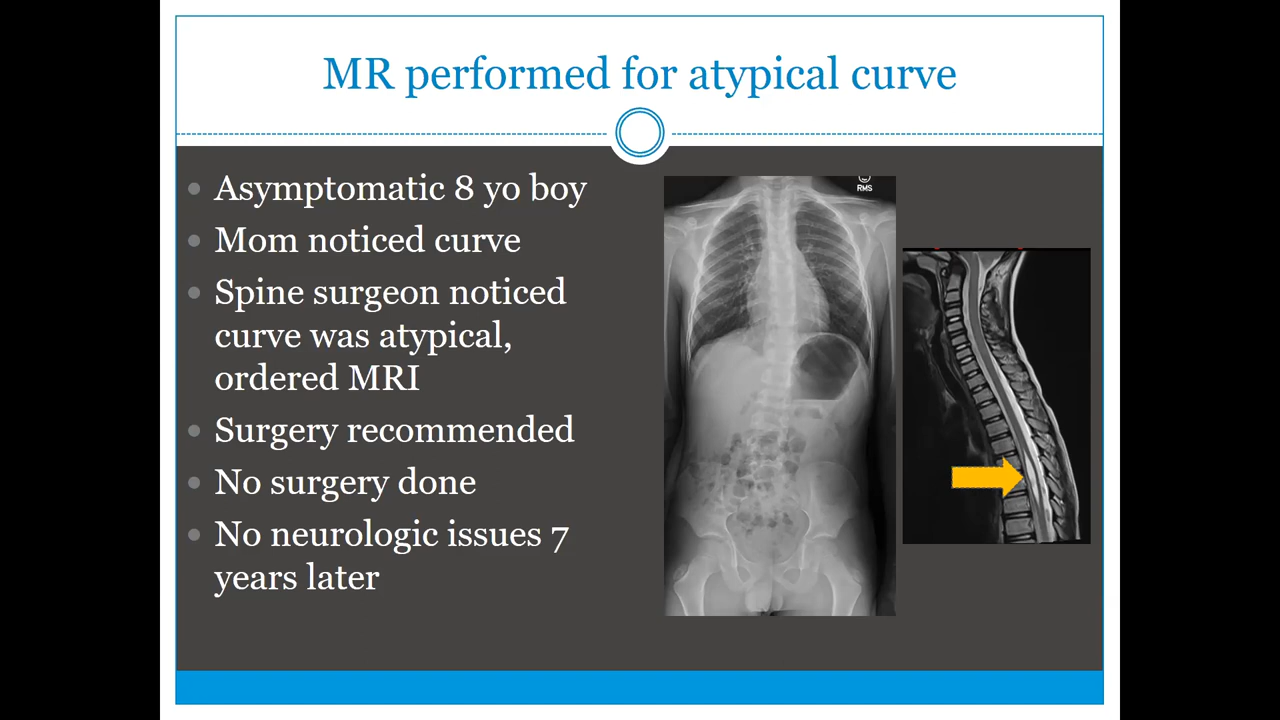 MR performed for atypical curve
Asymptomatic 8 yo boy
Mom noticed curve
Spine surgeon noticed
curve was atypical,
ordered MRI
Surgery recommended
No surgery done
No neurologic issues 7
years later
RMS